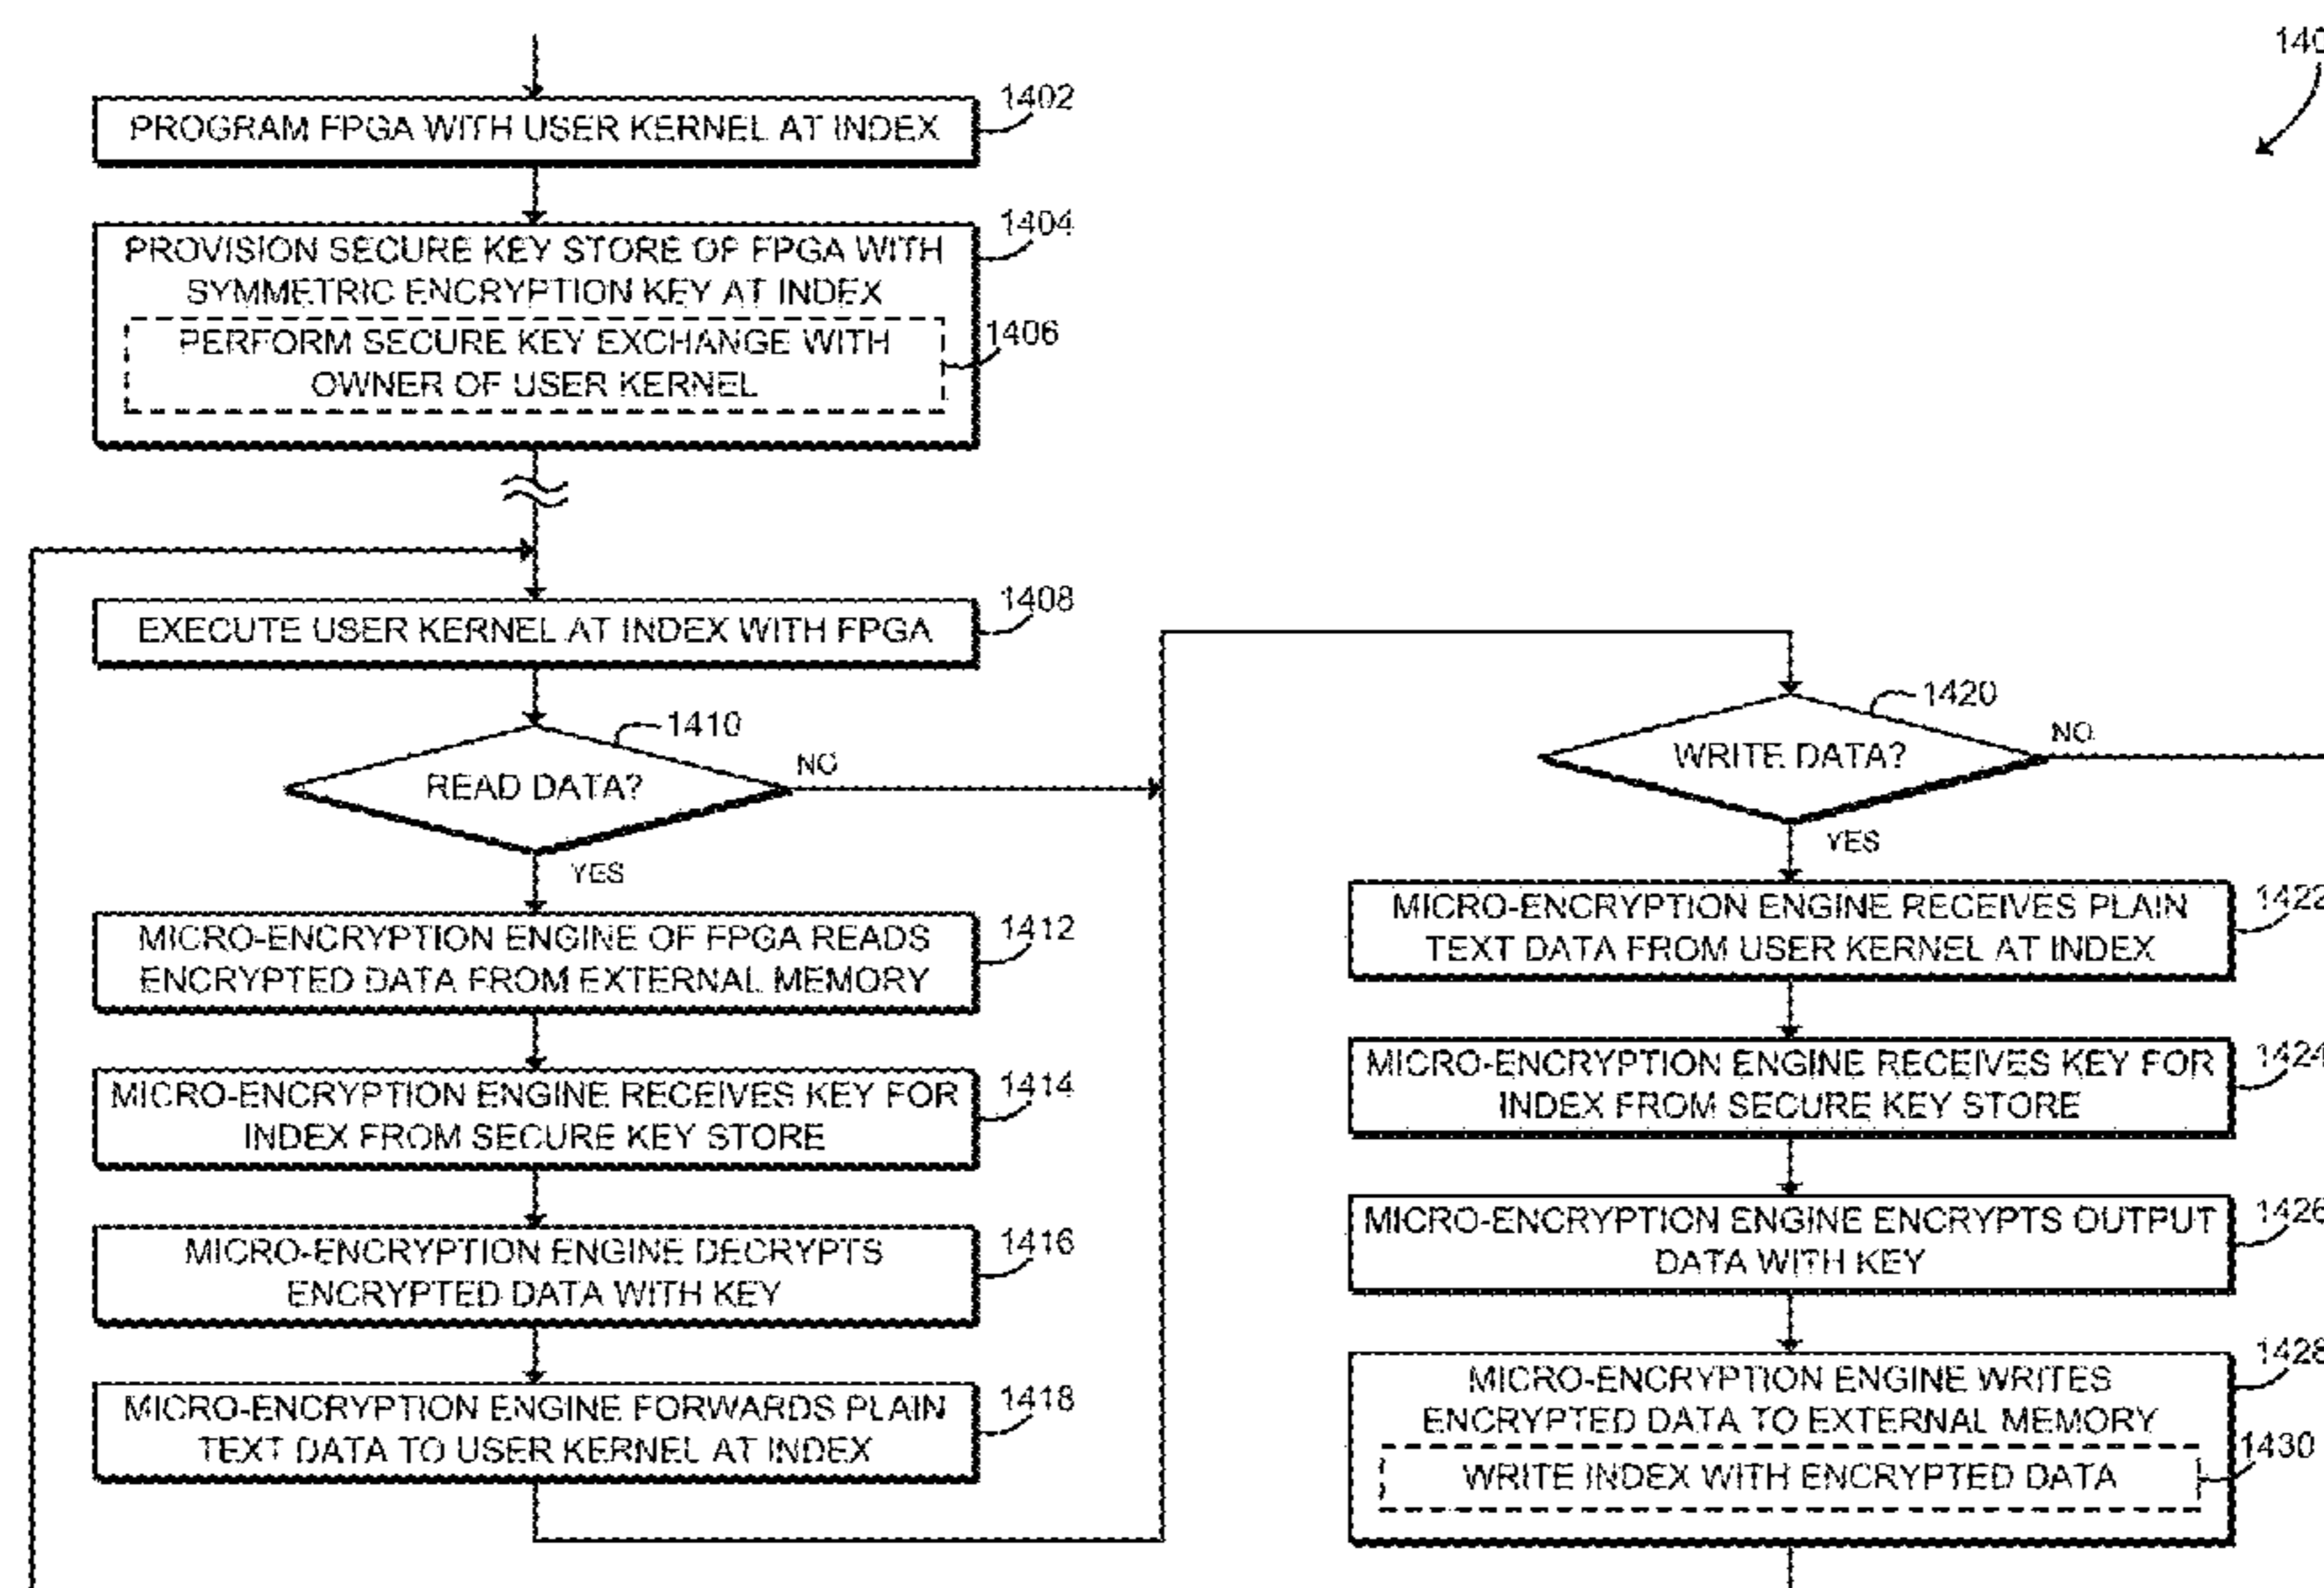 140
PROGRAM FPGA WITH USER KERNEL AT INDEX
1402
PROVISION SECURE KEY STORE OF FPGA WITH
SYMMETRIC ENCRYPTION KEY AT INDEX
1404
PERFORM SECURE KEY EXCHANGE WITH
OWNER OF USER KERNEL
1406
EXECUTE USER KERNEL AT INDEX WITH FPGA
1408
READ DATA?
1410
NO
YES
MICRO-ENCRYPTION ENGINE OF FPGA READS
ENCRYPTED DATA FROM EXTERNAL MEMORY
1412
MICRO-ENCRYPTION ENGINE RECEIVES KEY FOR
INDEX FROM SECURE KEY STORE
1414
MICRO-ENCRYPTION ENGINE DECRYPTS
ENCRYPTED DATA WITH KEY
1416
MICRO-ENCRYPTION ENGINE FORWARDS PLAIN
TEXT DATA TO USER KERNEL AT INDEX
1418
WRITE DATA?
1420
NO
YES
MICRO-ENCRYPTION ENGINE RECEIVES PLAIN
TEXT DATA FROM USER KERNEL AT INDEX
1422
MICRO-ENCRYPTION ENGINE RECEIVES KEY FOR
INDEX FROM SECURE KEY STORE
1424
MICRO-ENCRYPTION ENGINE ENCRYPTS OUTPUT
DATA WITH KEY
1426
MICRO-ENCRYPTION ENGINE WRITES
ENCRYPTED DATA TO EXTERNAL MEMORY
1428
WRITE INDEX WITH ENCRYPTED DATA
1430